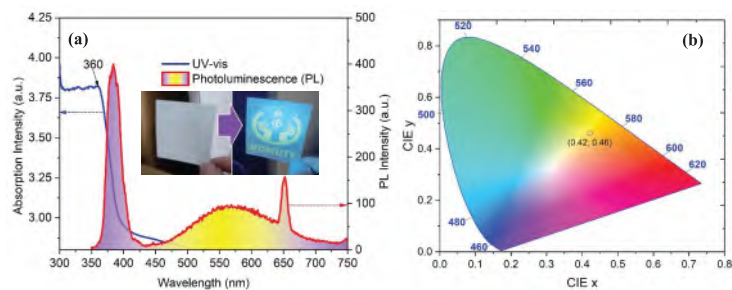 (a)
4.25
4.00
3.75
3.50
3.25
3.00
Absorption Intensity (a.u.)
360
UV-vis
Photoluminescence (PL)
500
400
300
200
100
0
PL Intensity (a.u.)
300 350 400 450 500 550 600 650 700 750
Wavelength (nm)
(b)
0.8
0.6
0.4
0.2
0.0
CIE y
520
540
560
500
580
600
(0.42, 0.46)
620
480
460
0.0 0.1 0.2 0.3 0.4 0.5 0.6 0.7 0.8
CIE x